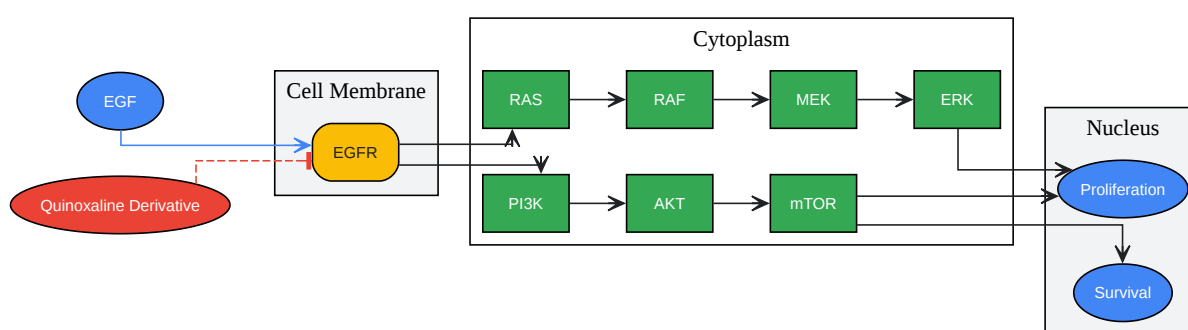 Cytoplasm
Cell Membrane
Nucleus
EGF
Quinoxaline Derivative
EGFR
RAS
RAF
MEK
ERK
PI3K
AKT
mTOR
Proliferation
Survival